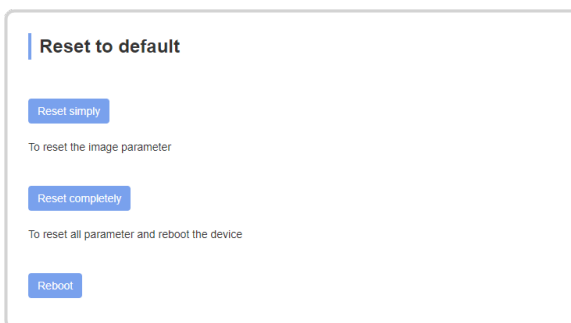 Reset to default
Reset simply
To reset the image parameter
Reset completely
To reset all parameter and reboot the device
Reboot